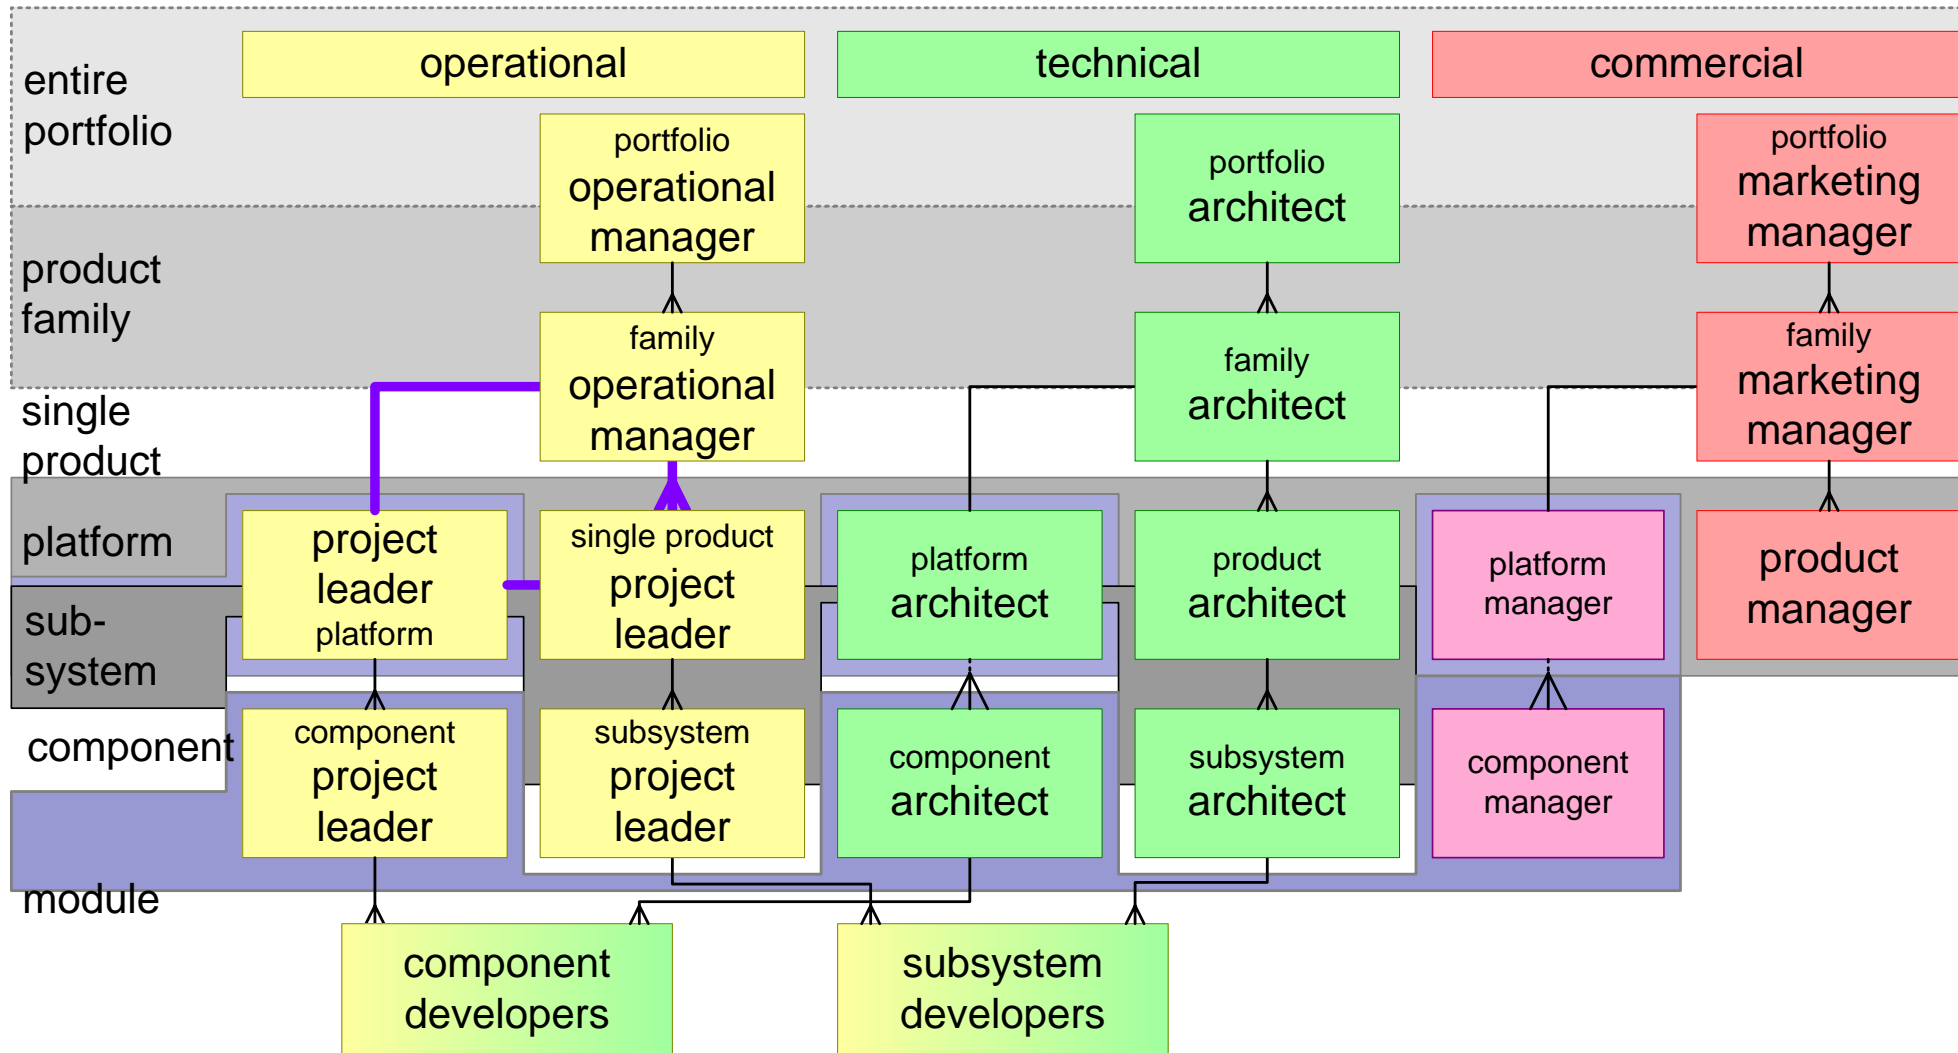 operational
technical
commercial
entire
portfolio
portfolio
operational
manager
portfolio
architect
portfolio
marketing
manager
product
family
family
operational
manager
family
architect
family
marketing
manager
single
product
platform
project
leader
platform
single product
project
leader
platform
architect
product
architect
platform
manager
product
manager
sub-
system
component
component
project
leader
subsystem
project
leader
component
architect
subsystem
architect
component
manager
module
component
developers
subsystem
developers